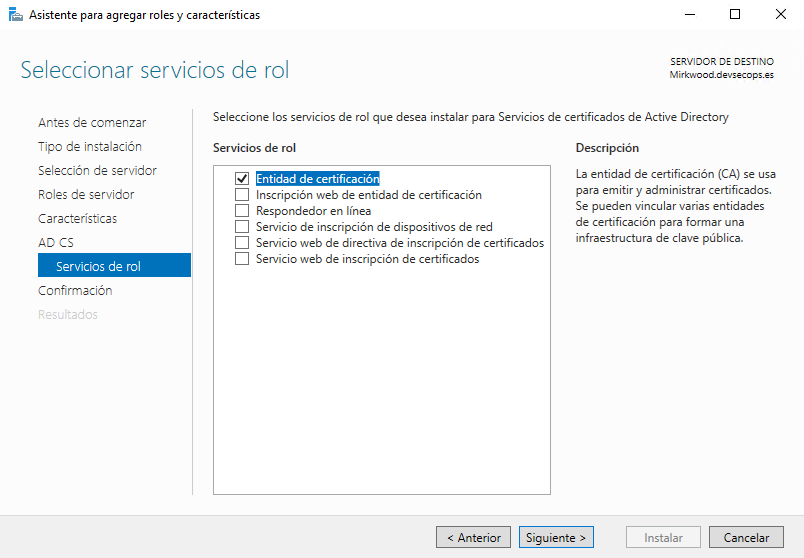 Asistente para agregar roles y características
Seleccionar servicios de rol
SERVIDOR DE DESTINO
Mirkwood.devsecops.es
Antes de comenzar
Tipo de instalación
Selección de servidor
Roles de servidor
Características
AD CS
Servicios de rol
Confirmación
Resultados
Seleccione los servicios de rol que desea instalar para Servicios de certificados de Active Directory
Servicios de rol
Entidad de certificación
Inscripción web de entidad de certificación
Respondedor en línea
Servicio de inscripción de dispositivos de red
Servicio web de directiva de inscripción de certificados
Servicio web de inscripción de certificados
Descripción
La entidad de certificación (CA) se usa
para emitir y administrar certificados.
Se pueden vincular varias entidades
de certificación para formar una
infraestructura de clave pública.
< Anterior
Siguiente >
Instalar
Cancelar